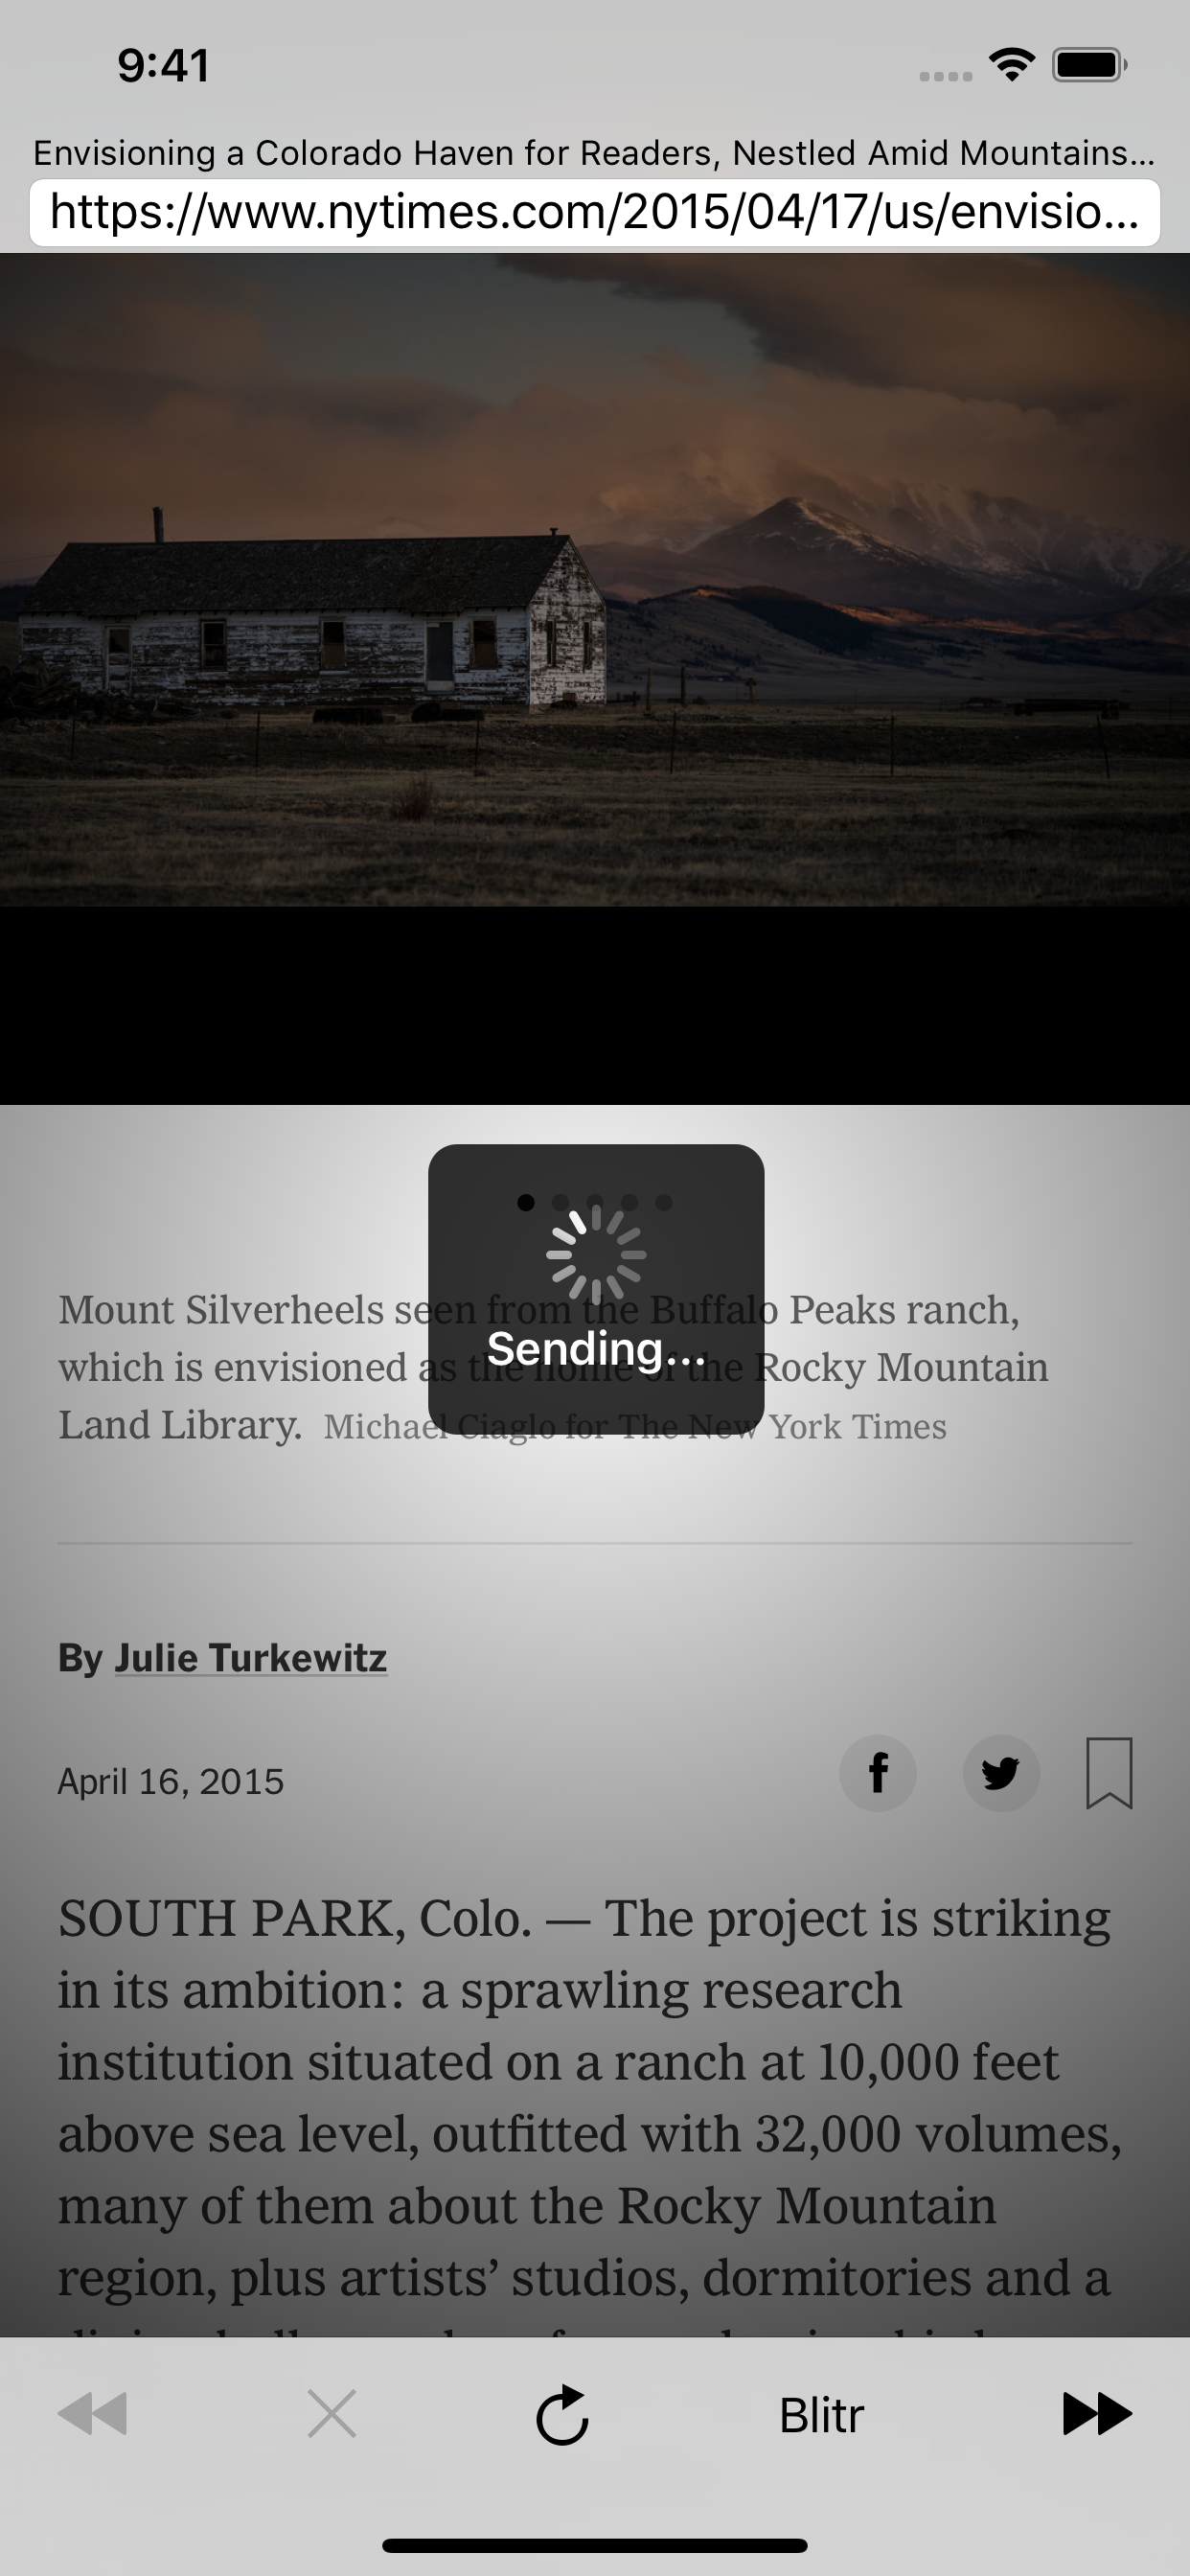 9:41
Envisioning a Colorado Haven for Readers, Nestled Amid Mountains...
https://www.nytimes.com/2015/04/17/us/envisio...
Sending...
Mount Silverheels seen from the Buffalo Peaks ranch,
which is envisioned as the home of the Rocky Mountain
Land Library. Michael Ciaglo for The New York Times
By Julie Turkewitz
April 16, 2015
SOUTH PARK, Colo. — The project is striking
in its ambition: a sprawling research
institution situated on a ranch at 10,000 feet
above sea level, outfitted with 32,000 volumes,
many of them about the Rocky Mountain
region, plus artists’ studios, dormitories and a
Blitr